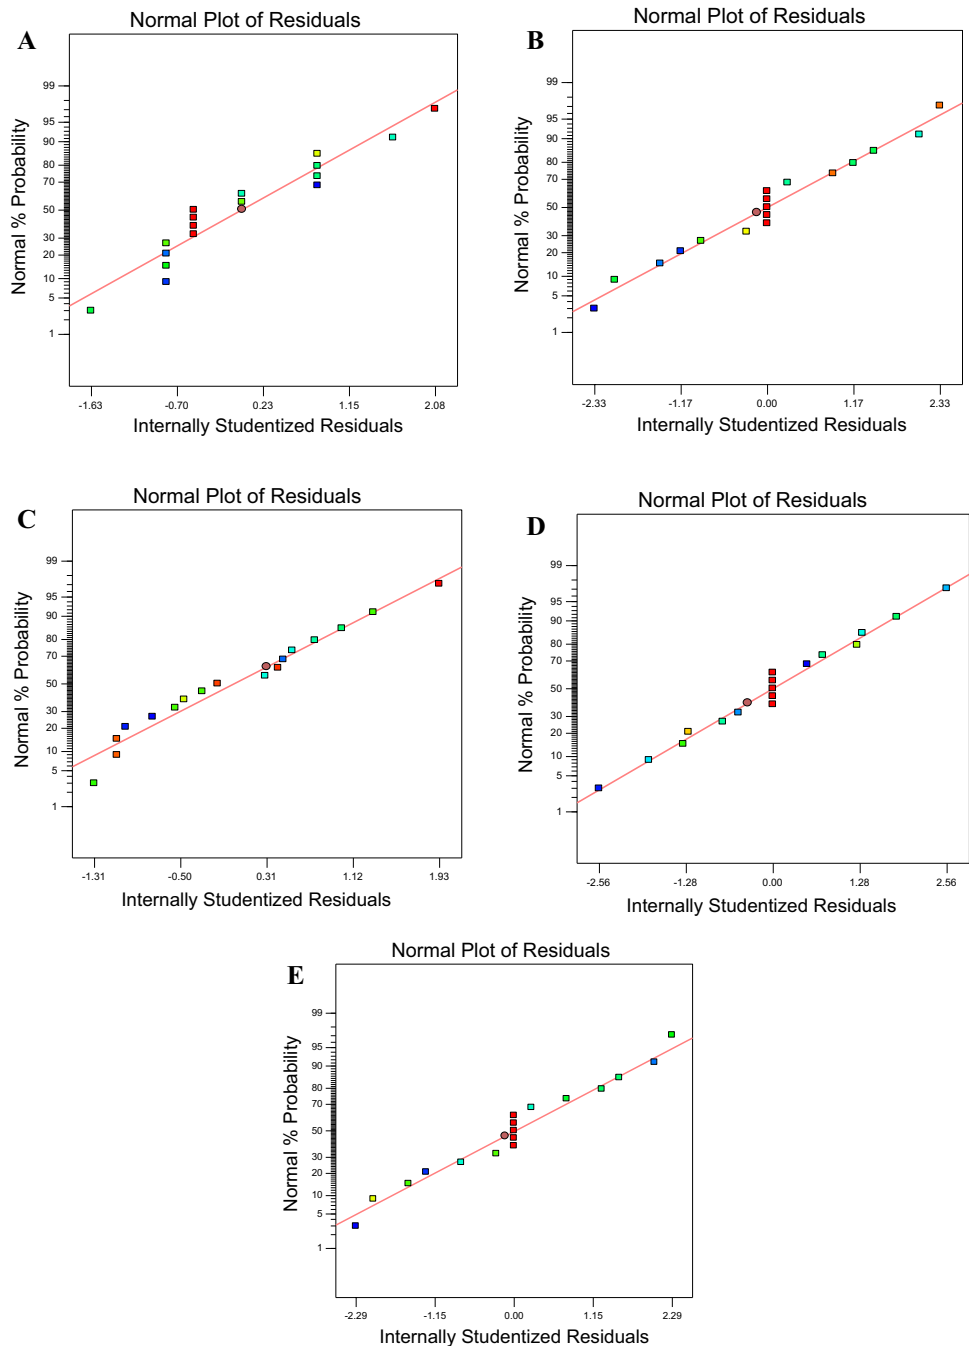 A
Normal Plot of Residuals
Normal % Probability
99
95
90
80
70
50
30
20
10
5
1
-1.63 -0.70 0.23 1.15 2.08
Internally Studentized Residuals
B
Normal Plot of Residuals
Normal % Probability
99
95
90
80
70
50
30
20
10
5
1
-2.33 -1.17 0.00 1.17 2.33
Internally Studentized Residuals
C
Normal Plot of Residuals
Normal % Probability
99
95
90
80
70
50
30
20
10
5
1
-1.31 -0.50 0.31 1.12 1.93
Internally Studentized Residuals
D
Normal Plot of Residuals
Normal % Probability
99
95
90
80
70
50
30
20
10
5
1
-2.56 -1.28 0.00 1.28 2.56
Internally Studentized Residuals
E
Normal Plot of Residuals
Normal % Probability
99
95
90
80
70
50
30
20
10
5
1
-2.29 -1.15 0.00 1.15 2.29
Internally Studentized Residuals